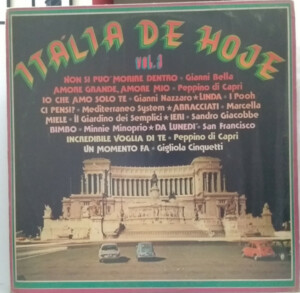 ITÁLIA DE HOJE
vol. 3
NON SI PUO' MORIRE DENTRO - Gianni Bella
AMORE GRANDE, AMORE MIO - Peppino di Capri
IO CHE AMO SOLO TE - Gianni Nazzaro ★ LINDA - I Pooh
CI PENSI? - Mediterraneo System ★ ABBRACCIATI - Marcella
MIELE - Il Giardino dei Semplici ★ IERI - Sandro Giacobbe
BIMBO - Minnie Minoprio ★ DA LUNEDI' - San Francisco
INCREDIBILE VOGLIA DI TE - Peppino di Capri
UN MOMENTO FA - Gigliola Cinquetti